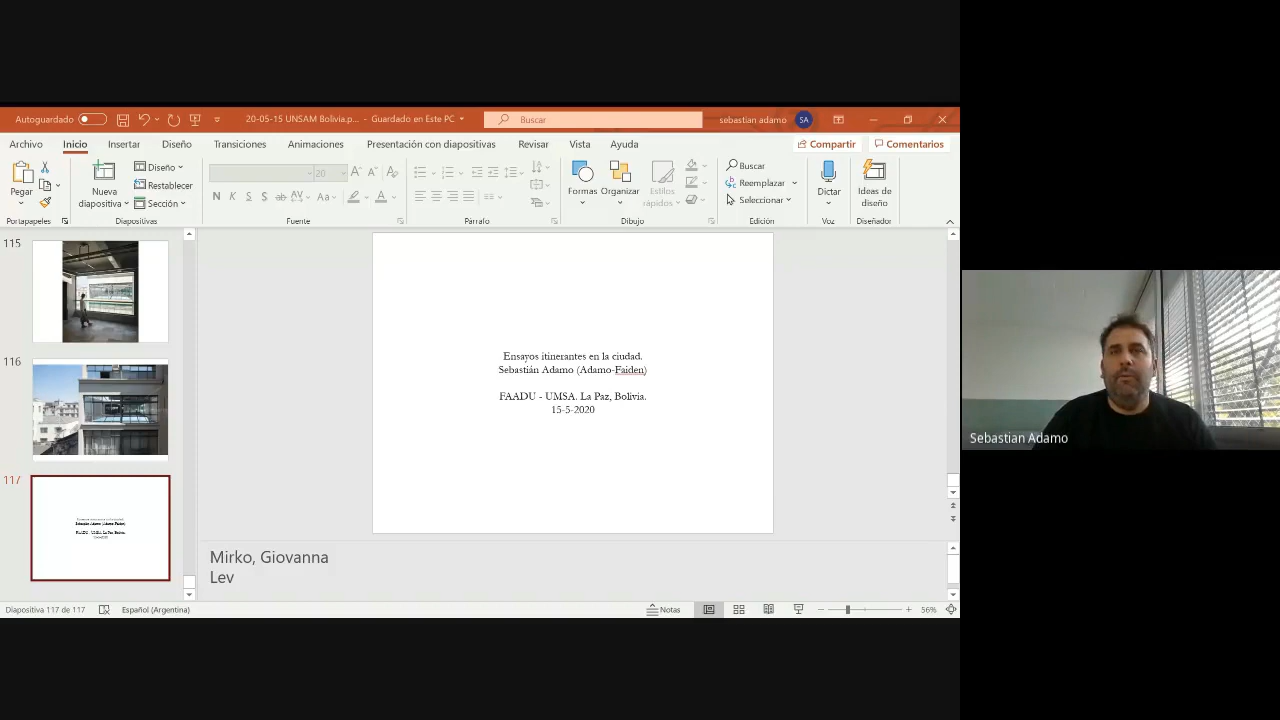 Autoguardado
20-05-15 UNSAM Bolivia.p... - Guardado en Este PC
Buscar
sebastian adamo
SA
Archivo
Inicio
Insertar
Diseño
Transiciones
Animaciones
Presentación con diapositivas
Revisar
Vista
Ayuda
Compartir
Comentarios
Pegar
Nueva diapositiva
Diseño
Restablecer
Sección
20
N K S S ab AV Aa A
Formas
Organizar
Estilos rápidos
Buscar
Reemplazar
Seleccionar
Dictar
Ideas de diseño
Portapapeles
Diapositivas
Fuente
Párrafo
Dibujo
Edición
Voz
Diseñador
115
116
117
Ensayos itinerantes en la ciudad.
Sebastián Adamo (Adamo-Faiden)
FAADU - UMSA. La Paz, Bolivia.
15-5-2020
Mirko, Giovanna
Lev
Diapositiva 117 de 117
Español (Argentina)
Notas
56%
Sebastian Adamo